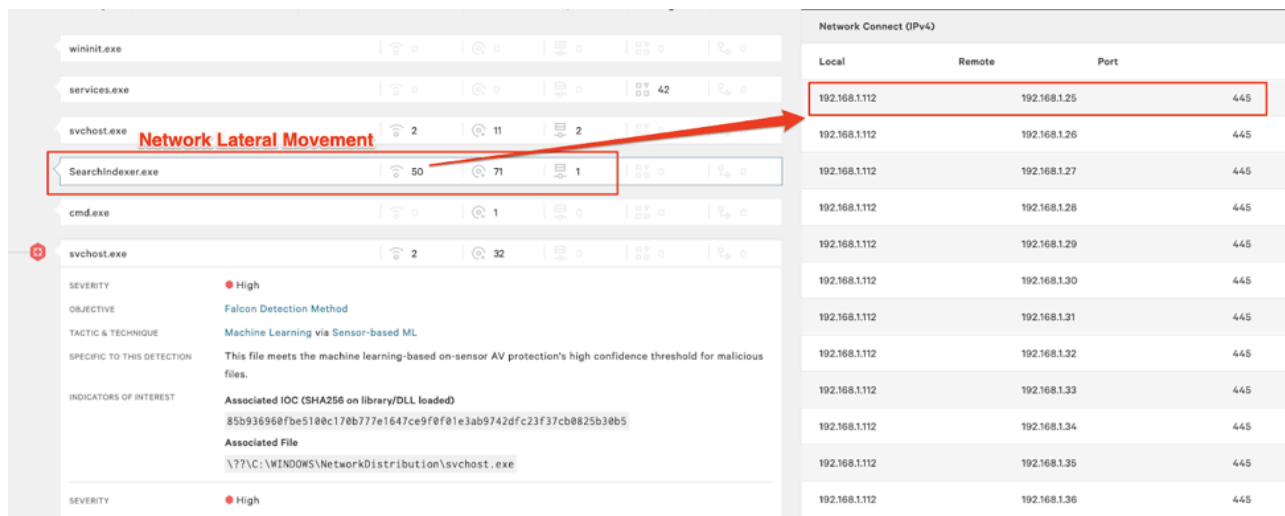 wininit.exe 0 0 0 0 0
services.exe 0 0 0 42 0
svchost.exe 2 11 2 0 0
Network Lateral Movement
SearchIndexer.exe 50 71 1 0 0
cmd.exe 0 1 0 0 0
svchost.exe 2 32 0 0 0
SEVERITY High
OBJECTIVE Falcon Detection Method
TACTIC & TECHNIQUE Machine Learning via Sensor-based ML
SPECIFIC TO THIS DETECTION This file meets the machine learning-based on-sensor AV protection's high confidence threshold for malicious
files.
INDICATORS OF INTEREST Associated IOC (SHA256 on library/DLL loaded)
85b936960fbe5100c170b777e1647ce9f0f01e3ab9742dfc23f37cb0825b30b5
Associated File
\??\C:\WINDOWS\NetworkDistribution\svchost.exe
SEVERITY High
Network Connect (IPv4)
Local Remote Port
192.168.1.112 192.168.1.25 445
192.168.1.112 192.168.1.26 445
192.168.1.112 192.168.1.27 445
192.168.1.112 192.168.1.28 445
192.168.1.112 192.168.1.29 445
192.168.1.112 192.168.1.30 445
192.168.1.112 192.168.1.31 445
192.168.1.112 192.168.1.32 445
192.168.1.112 192.168.1.33 445
192.168.1.112 192.168.1.34 445
192.168.1.112 192.168.1.35 445
192.168.1.112 192.168.1.36 445